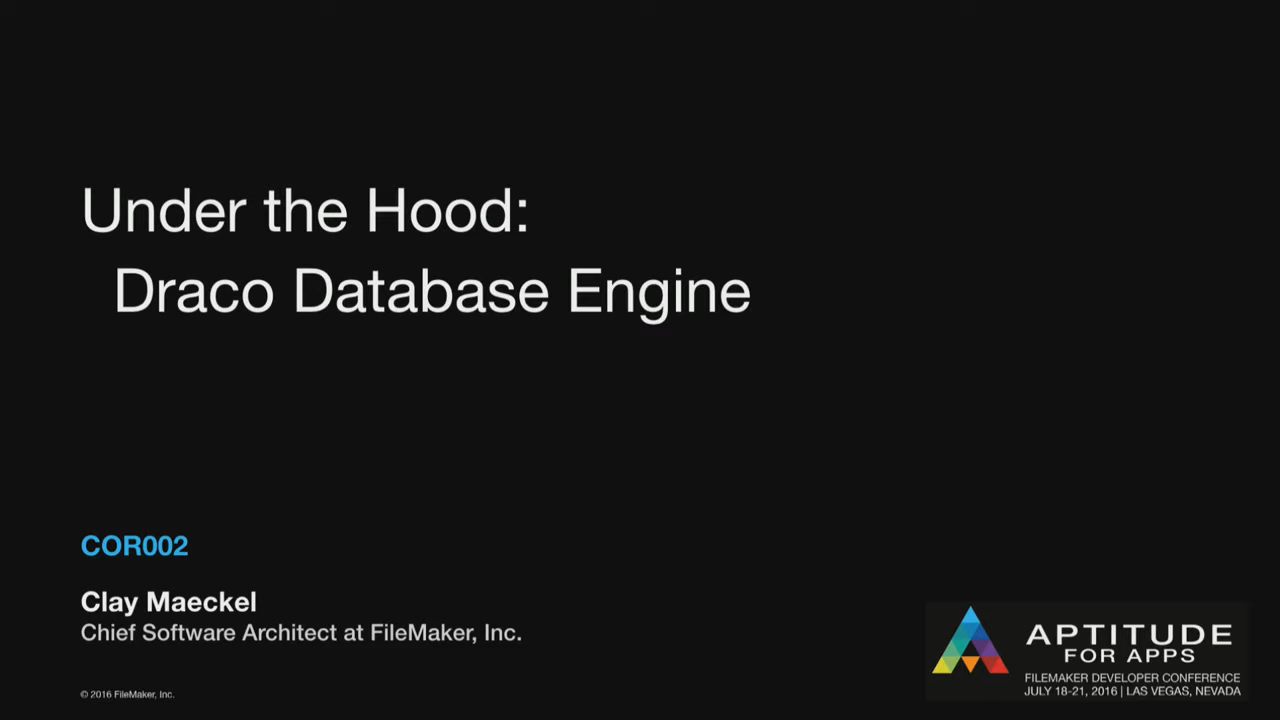 Under the Hood:
Draco Database Engine
COR002
Clay Maeckel
Chief Software Architect at FileMaker, Inc.
© 2016 FileMaker, Inc.
APTITUDE
FOR APPS
FILEMAKER DEVELOPER CONFERENCE
JULY 18-21, 2016 | LAS VEGAS, NEVADA